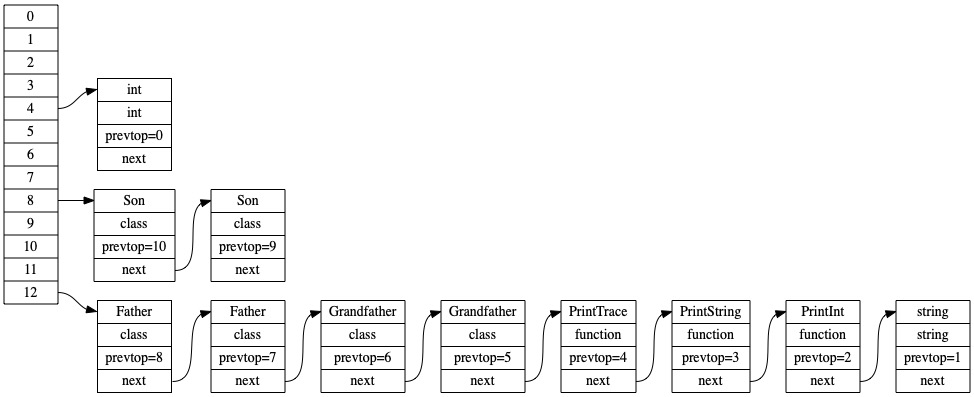 0
1
2
3
4
5
6
7
8
9
10
11
12
int
int
prevtop=0
next
Son
class
prevtop=10
next
Son
class
prevtop=9
next
Father
class
prevtop=8
next
Father
class
prevtop=7
next
Grandfather
class
prevtop=6
next
Grandfather
class
prevtop=5
next
PrintTrace
function
prevtop=4
next
PrintString
function
prevtop=3
next
PrintInt
function
prevtop=2
next
string
string
prevtop=1
next